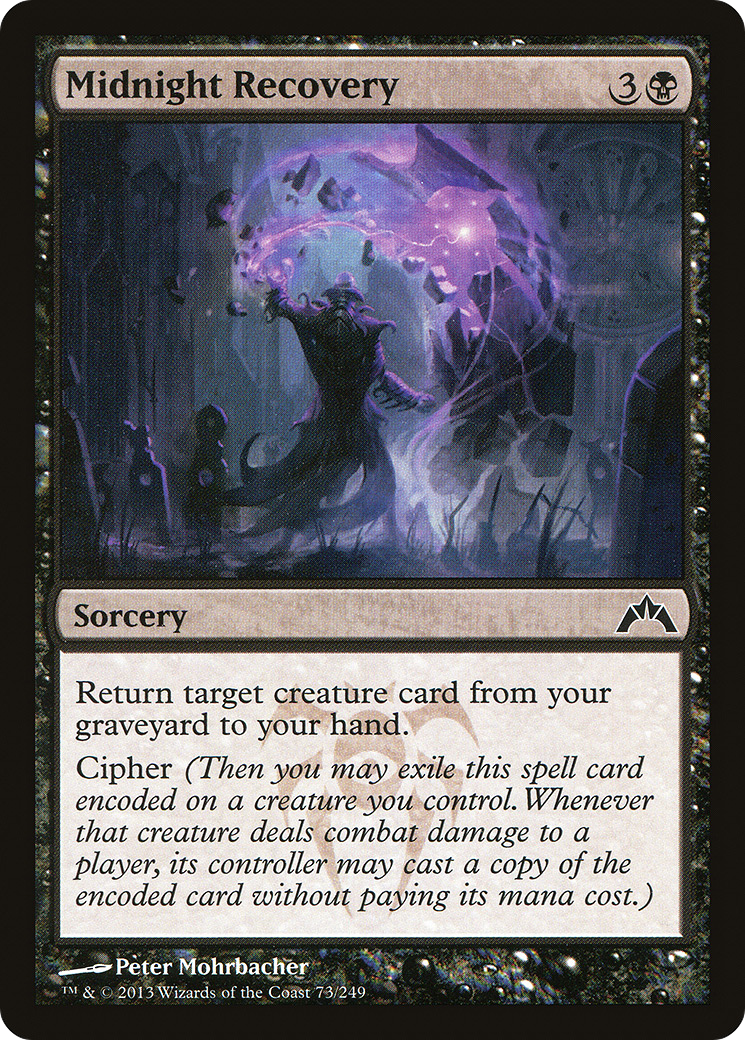 Midnight Recovery 3
Sorcery
Return target creature card from your
graveyard to your hand.
Cipher (Then you may exile this spell card
encoded on a creature you control. Whenever
that creature deals combat damage to a
player, its controller may cast a copy of the
encoded card without paying its mana cost.)
Peter Mohrbacher
™ & © 2013 Wizards of the Coast 73/249